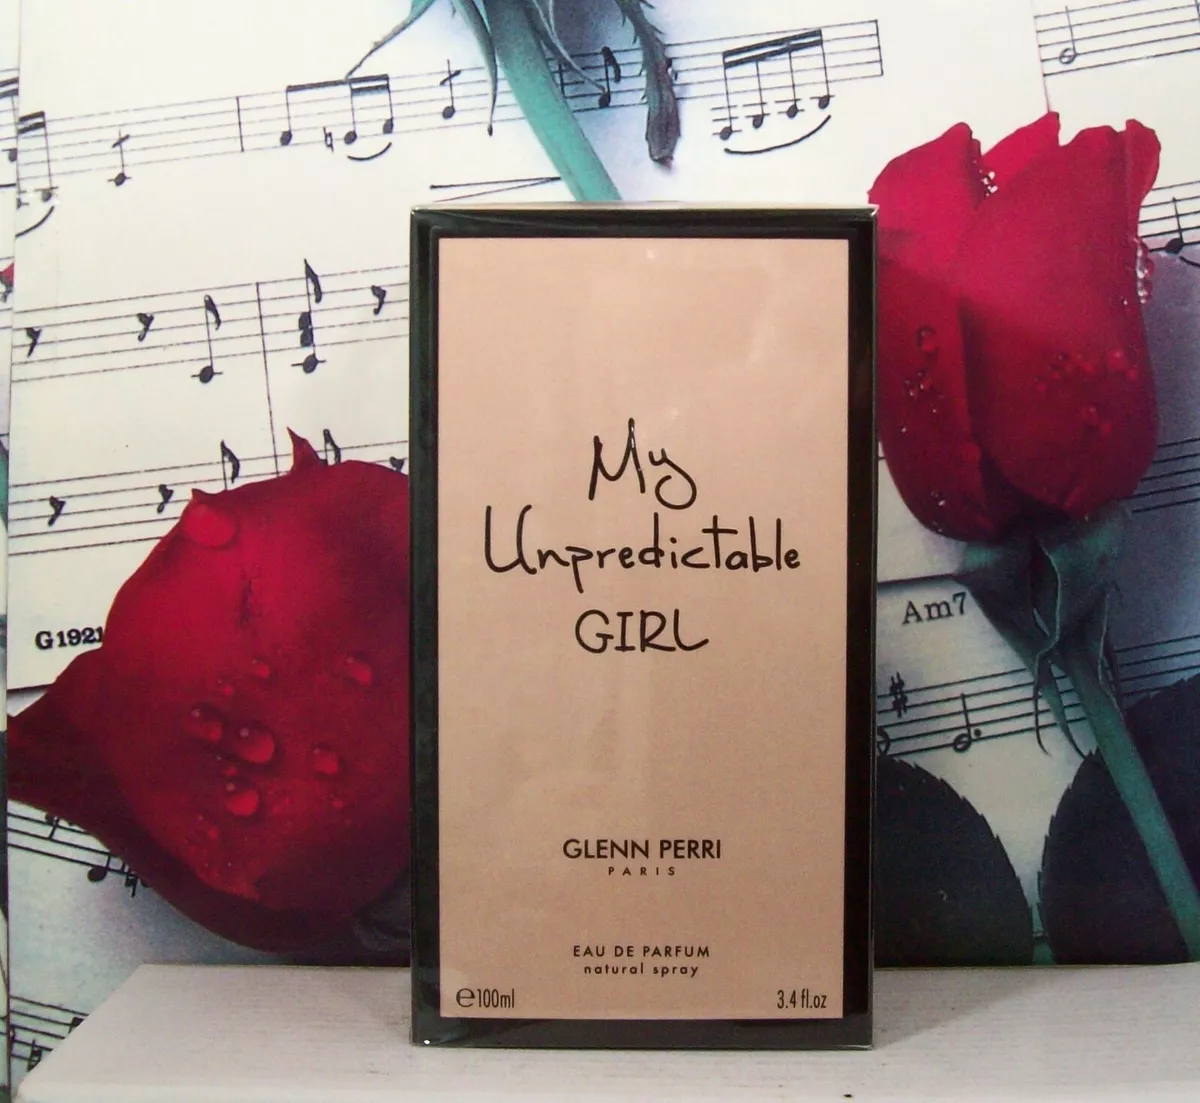 My
Unpredictable
GIRL
GLENN PERRI
PARIS
EAU DE PARFUM
natural spray
℮100ml
3.4 fl.oz
G1921
Am7